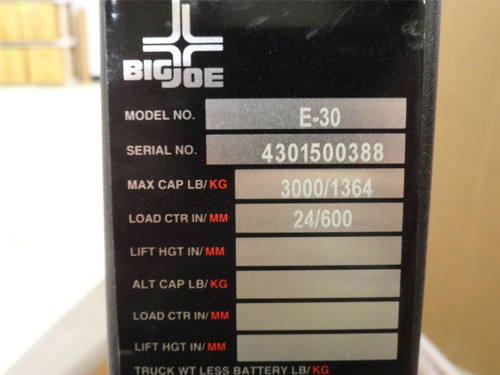 BIG JOE
MODEL NO. E-30
SERIAL NO. 4301500388
MAX CAP LB/KG 3000/1364
LOAD CTR IN/MM 24/600
LIFT HGT IN/MM
ALT CAP LB/KG
LOAD CTR IN/MM
LIFT HGT IN/MM
TRUCK WT LESS BATTERY LB/KG